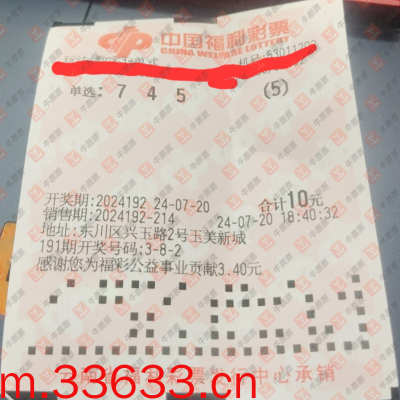 中国福利彩票
CHINA WELFARE LOTTERY
单选: 7 4 5 (5)
开奖期:2024192 24-07-20 合计10元
销售期:2024192-214 24-07-20 18:40:32
地址:东川区兴玉路2号玉美新城
191期开奖号码:3-8-2
感谢您为福彩公益事业贡献3.40元
m.33633.cn
中心承销